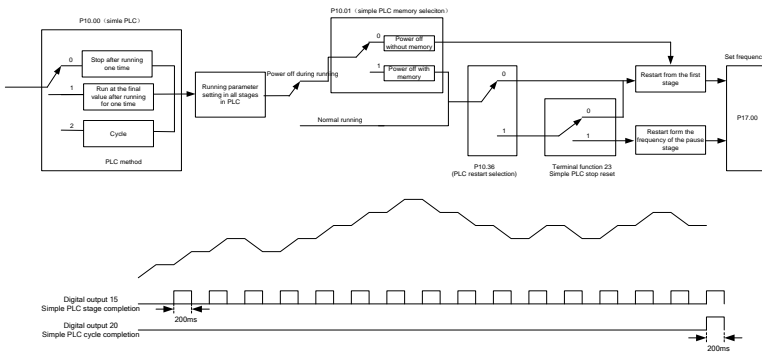 P10.00（simle PLC）
0
Stop after running
one time
1
Run at the final
value after running
for one time
2
Cycle
PLC method
Running parameter
setting in all stages
in PLC
Power off during running
P10.01（simple PLC memory seleciton）
0
Power off
without memory
1
Power off with
memory
Normal running
0
1
P10.36
(PLC restart selection)
0
1
Terminal function 23
Simple PLC stop reset
Restart from the first
stage
Restart form the
frequency of the pause
stage
Set frequenc
P17.00
Digital output 15
Simple PLC stage completion
200ms
Digital output 20
Simple PLC cycle completion
200ms